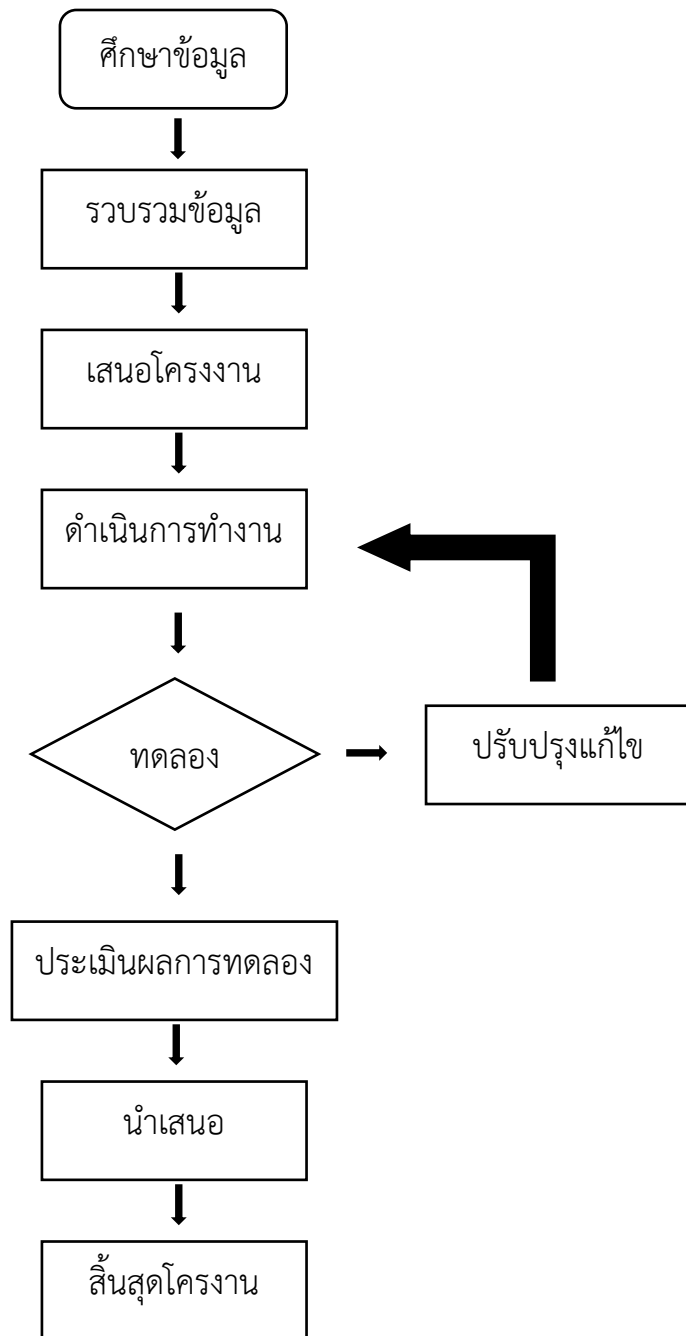 ศึกษาข้อมูล
รวบรวมข้อมูล
เสนอโครงงาน
ดำเนินการทำงาน
ทดลอง
ปรับปรุงแก้ไข
ประเมินผลการทดลอง
นำเสนอ
สิ้นสุดโครงาน